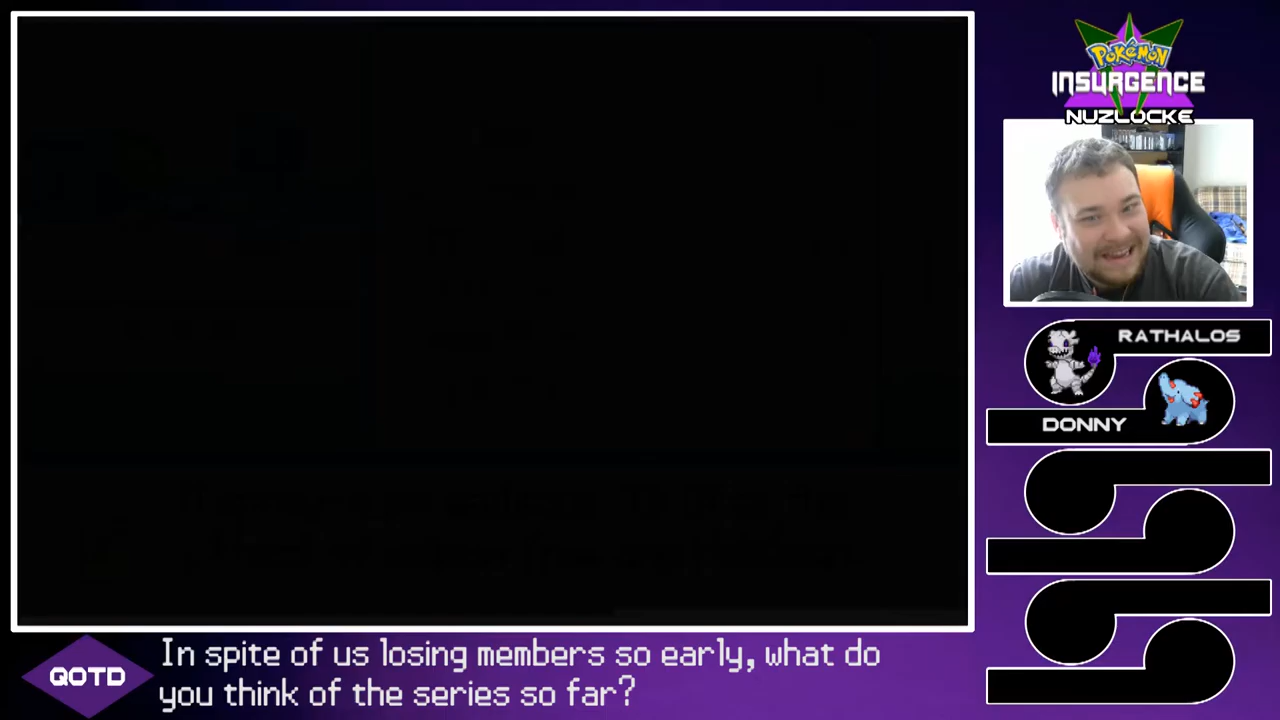 POKéMON
INSURGENCE
NUZLOCKE
RATHALOS
DONNY
QOTD
In spite of us losing members so early, what do
you think of the series so far?